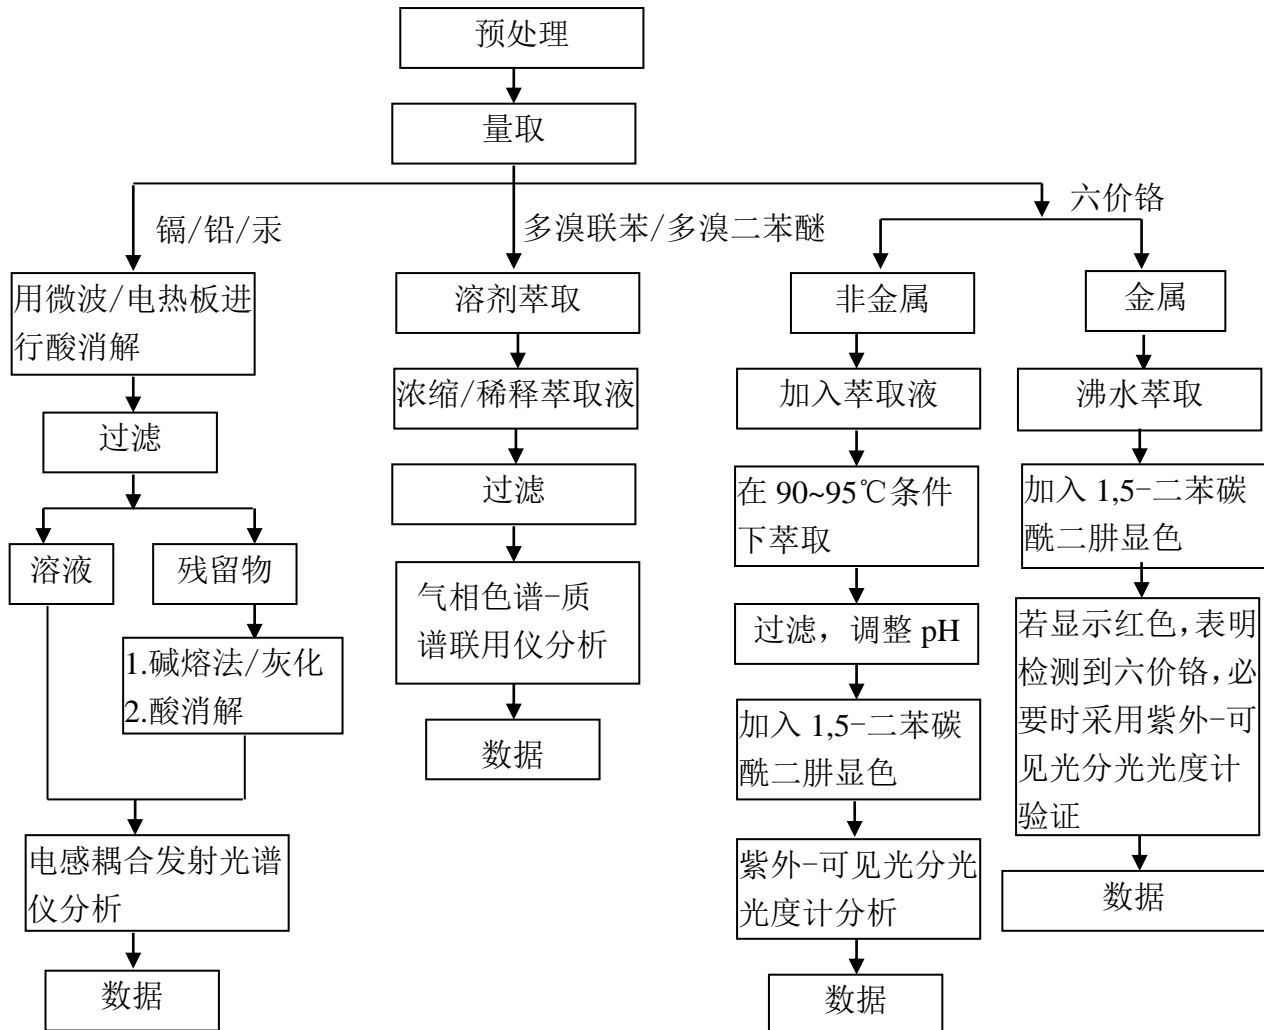 预处理
量取
镉/铅/汞
多溴联苯/多溴二苯醚
六价铬
用微波/电热板进
行酸消解
过滤
溶液
残留物
1.碱熔法/灰化
2.酸消解
电感耦合发射光谱
仪分析
数据
溶剂萃取
浓缩/稀释萃取液
过滤
气相色谱-质
谱联用仪分析
数据
非金属
加入萃取液
在 90~95℃条件
下萃取
过滤，调整 pH
加入 1,5-二苯碳
酰二肼显色
紫外-可见光分光
光度计分析
数据
金属
沸水萃取
加入 1,5-二苯碳
酰二肼显色
若显示红色，表明
检测到六价铬，必
要时采用紫外-可
见光分光光度计
验证
数据